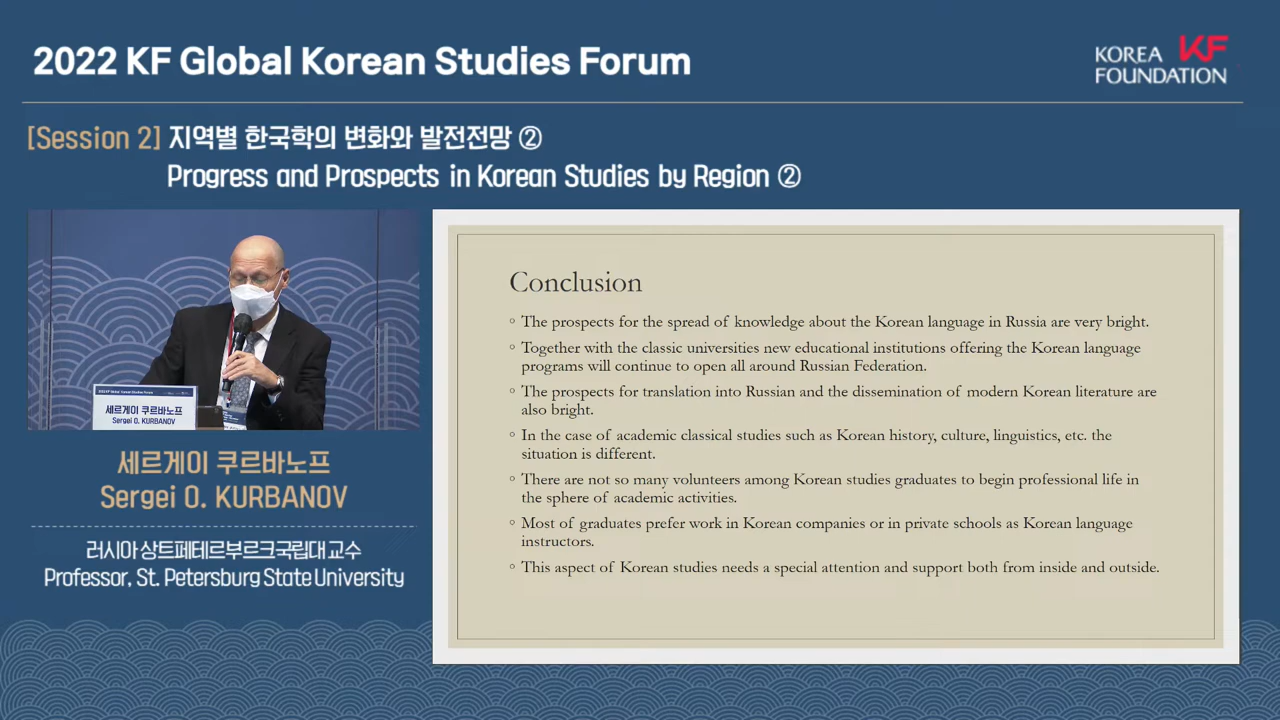 2022 KF Global Korean Studies Forum
KOREA KF
FOUNDATION
[Session 2] 지역별 한국학의 변화와 발전전망 ②
Progress and Prospects in Korean Studies by Region ②
세르게이 쿠르바노프
Sergei O. KURBANOV
세르게이 쿠르바노프
Sergei O. KURBANOV
러시아 상트페테르부르크국립대 교수
Professor, St. Petersburg State University
Conclusion
◦ The prospects for the spread of knowledge about the Korean language in Russia are very bright.
◦ Together with the classic universities new educational institutions offering the Korean language
programs will continue to open all around Russian Federation.
◦ The prospects for translation into Russian and the dissemination of modern Korean literature are
also bright.
◦ In the case of academic classical studies such as Korean history, culture, linguistics, etc. the
situation is different.
◦ There are not so many volunteers among Korean studies graduates to begin professional life in
the sphere of academic activities.
◦ Most of graduates prefer work in Korean companies or in private schools as Korean language
instructors.
◦ This aspect of Korean studies needs a special attention and support both from inside and outside.